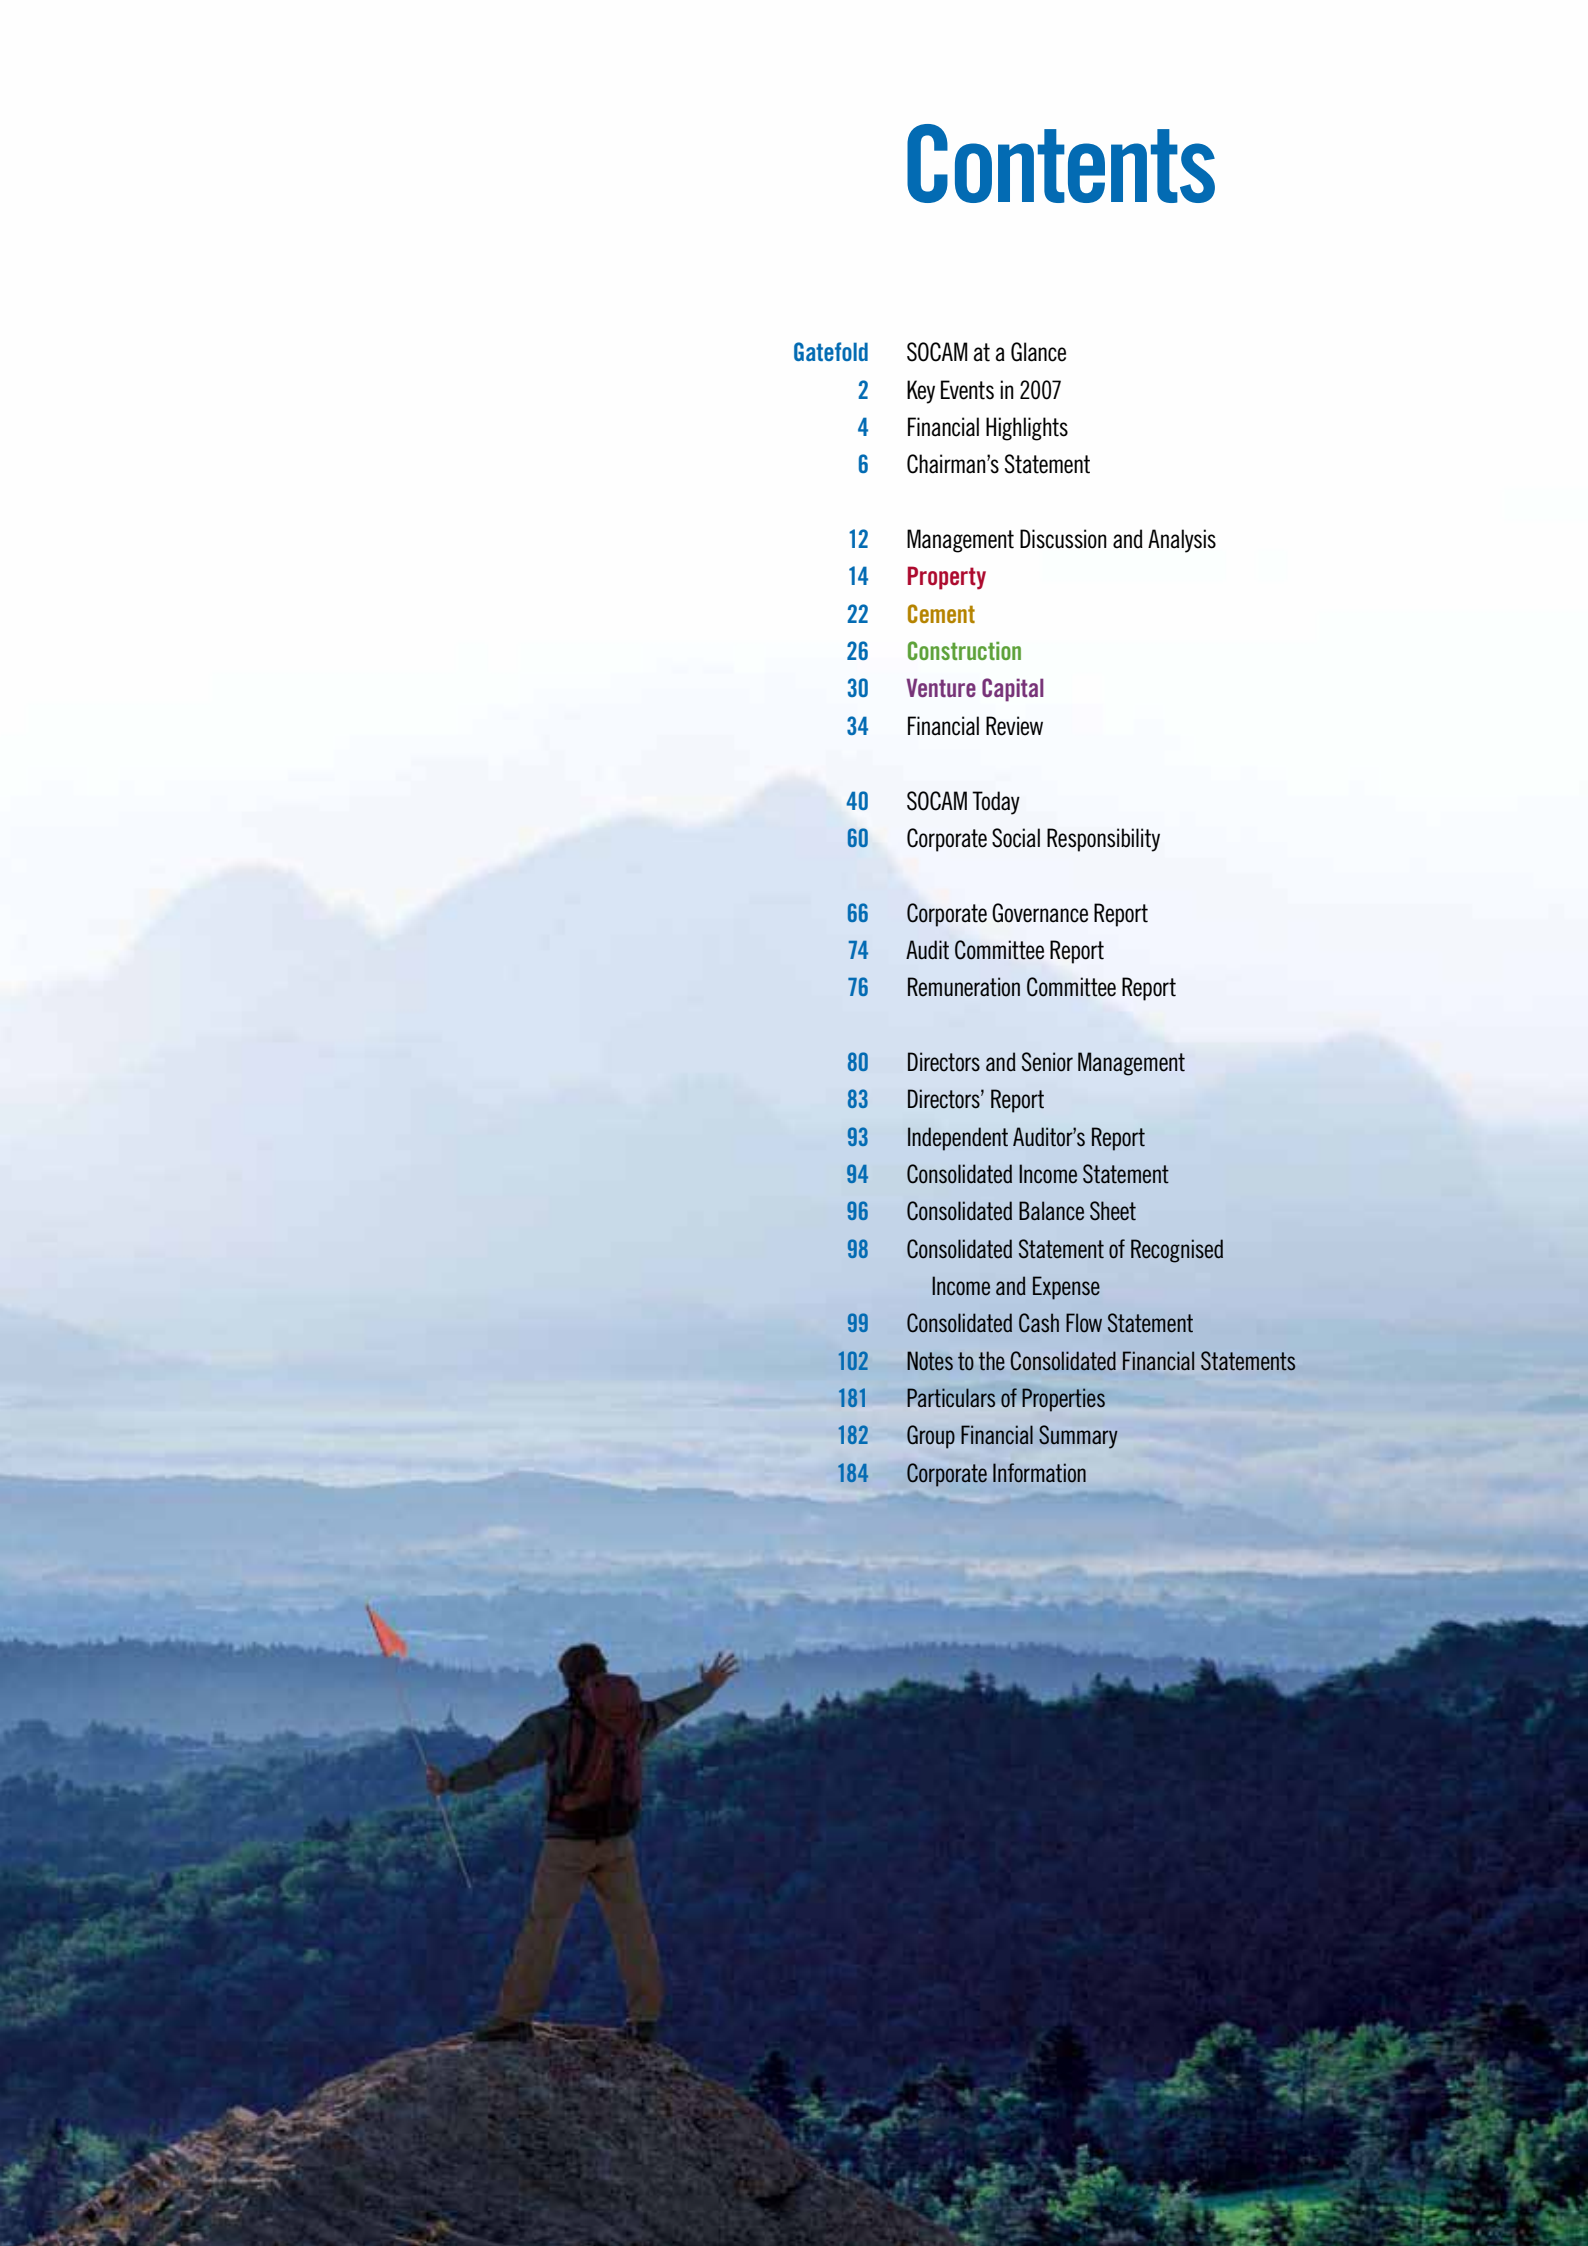 Contents
Gatefold SOCAM at a Glance
2 Key Events in 2007
4 Financial Highlights
6 Chairman’s Statement
12 Management Discussion and Analysis
14 Property
22 Cement
26 Construction
30 Venture Capital
34 Financial Review
40 SOCAM Today
60 Corporate Social Responsibility
66 Corporate Governance Report
74 Audit Committee Report
76 Remuneration Committee Report
80 Directors and Senior Management
83 Directors’ Report
93 Independent Auditor’s Report
94 Consolidated Income Statement
96 Consolidated Balance Sheet
98 Consolidated Statement of Recognised
Income and Expense
99 Consolidated Cash Flow Statement
102 Notes to the Consolidated Financial Statements
181 Particulars of Properties
182 Group Financial Summary
184 Corporate Information